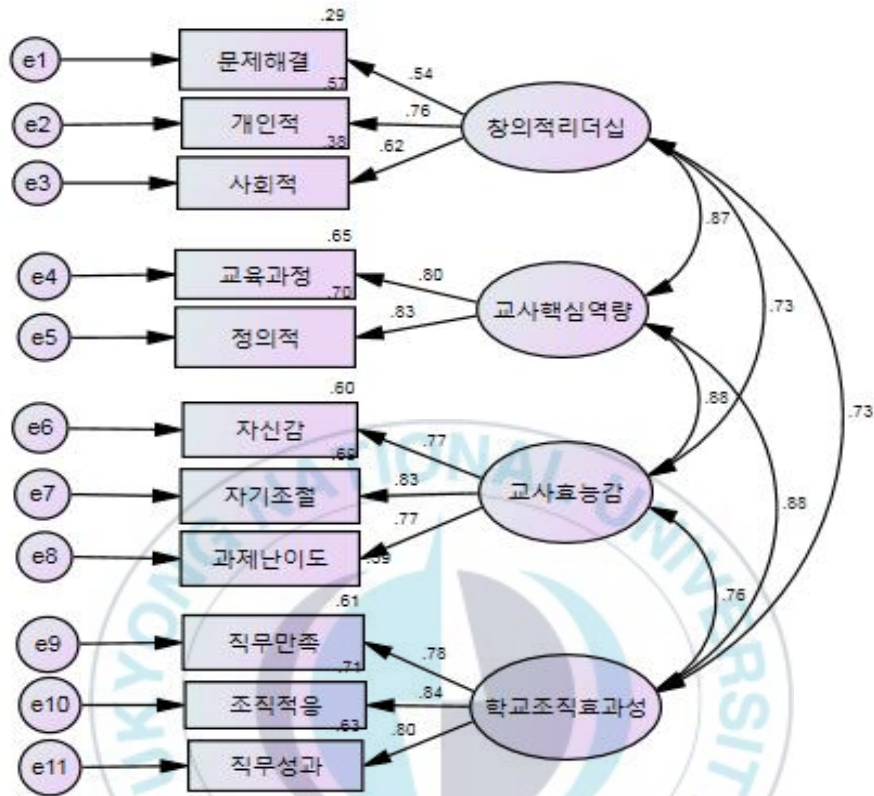 .29
e1 문제해결 .54
.57
e2 개인적 .76 창의적리더십
.38
e3 사회적 .62
.87
.65
e4 교육과정 .80
.70 교사핵심역량 .73
e5 정의적 .83
.60 .88
.73
e6 자신감 .77
.69
e7 자기조절 .83 교사효능감
.88
e8 과제난이도 .77
.59
.61 .76
e9 직무만족 .78
.71
e10 조직적응 .84 학교조직효과성
.63
e11 직무성과 .80
UKYONG NATIONAL UNIVERSIT